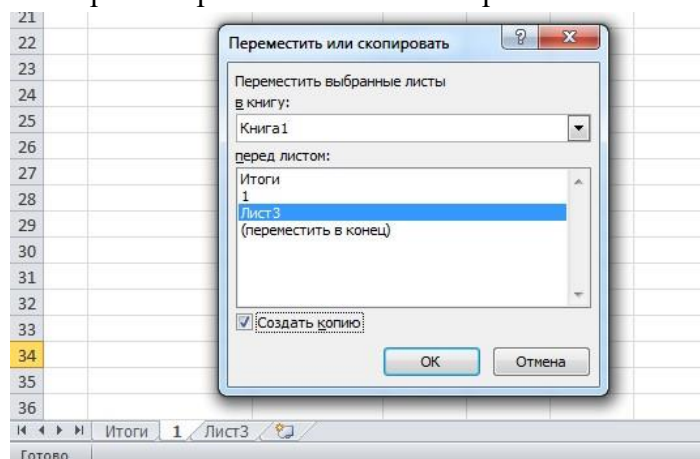 21
22
23
24
25
26
27
28
29
30
31
32
33
34
35
36
Переместить или скопировать
Переместить выбранные листы
в книгу:
Книга1
перед листом:
Итоги
1
Лист3
(переместить в конец)
Создать копию
ОК
Отмена
Итоги 1 Лист3
Готово